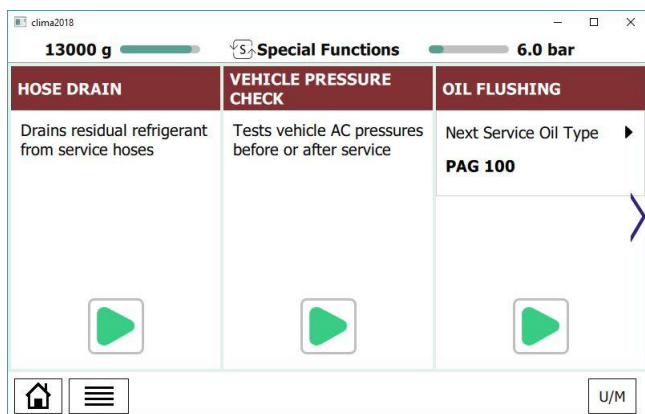 clima2018
13000 g
S Special Functions
6.0 bar
HOSE DRAIN
Drains residual refrigerant
from service hoses
VEHICLE PRESSURE
CHECK
Tests vehicle AC pressures
before or after service
OIL FLUSHING
Next Service Oil Type
PAG 100
U/M